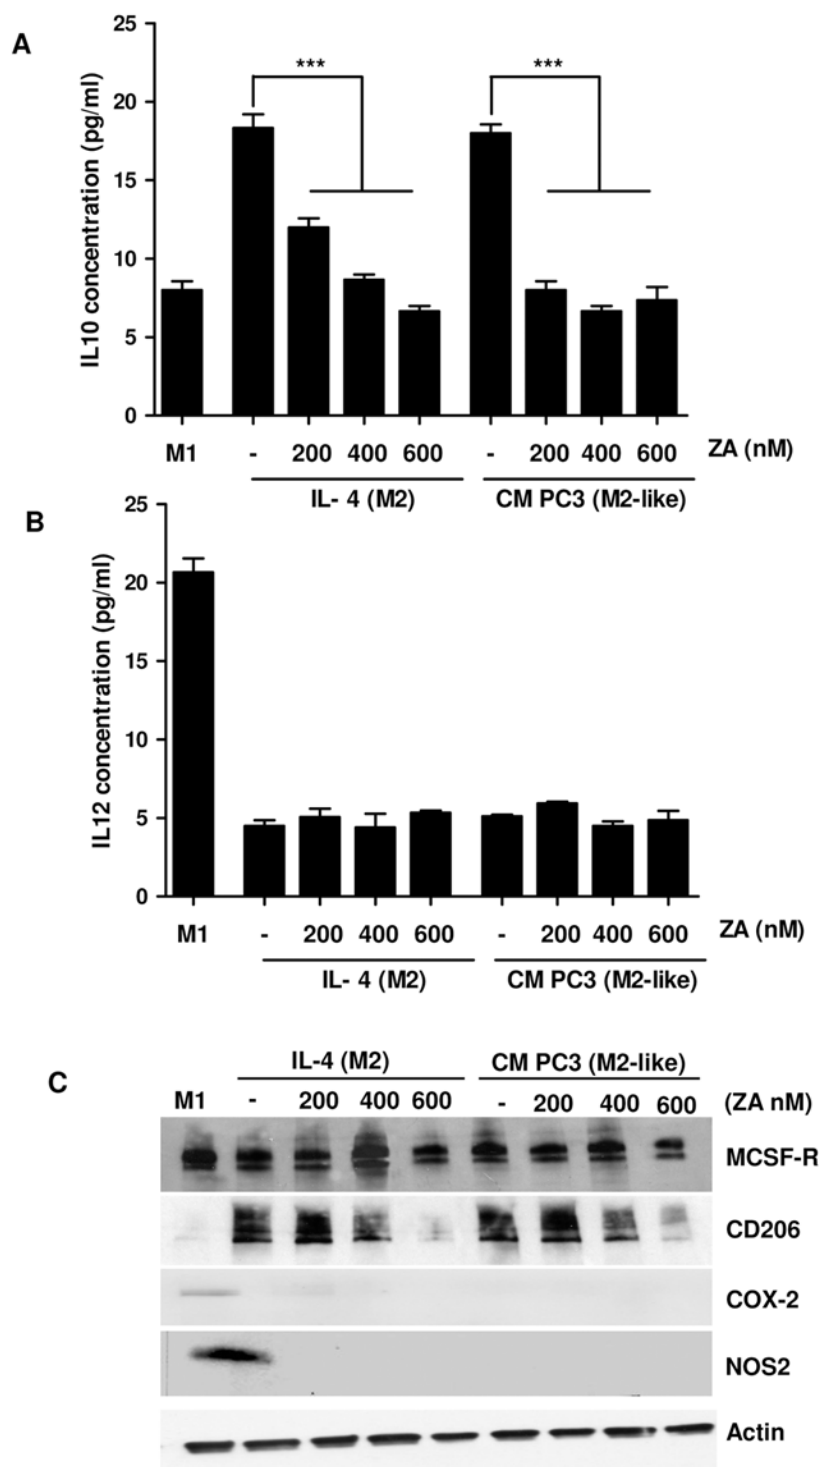 A
IL10 concentration (pg/ml)
25
20
15
10
5
0
*** ***
M1 - 200 400 600 - 200 400 600 ZA (nM)
IL- 4 (M2) CM PC3 (M2-like)
B
IL12 concentration (pg/ml)
25
20
15
10
5
0
M1 - 200 400 600 - 200 400 600 ZA (nM)
IL- 4 (M2) CM PC3 (M2-like)
C
IL-4 (M2) CM PC3 (M2-like)
M1 - 200 400 600 - 200 400 600 (ZA nM)
MCSF-R
CD206
COX-2
NOS2
Actin